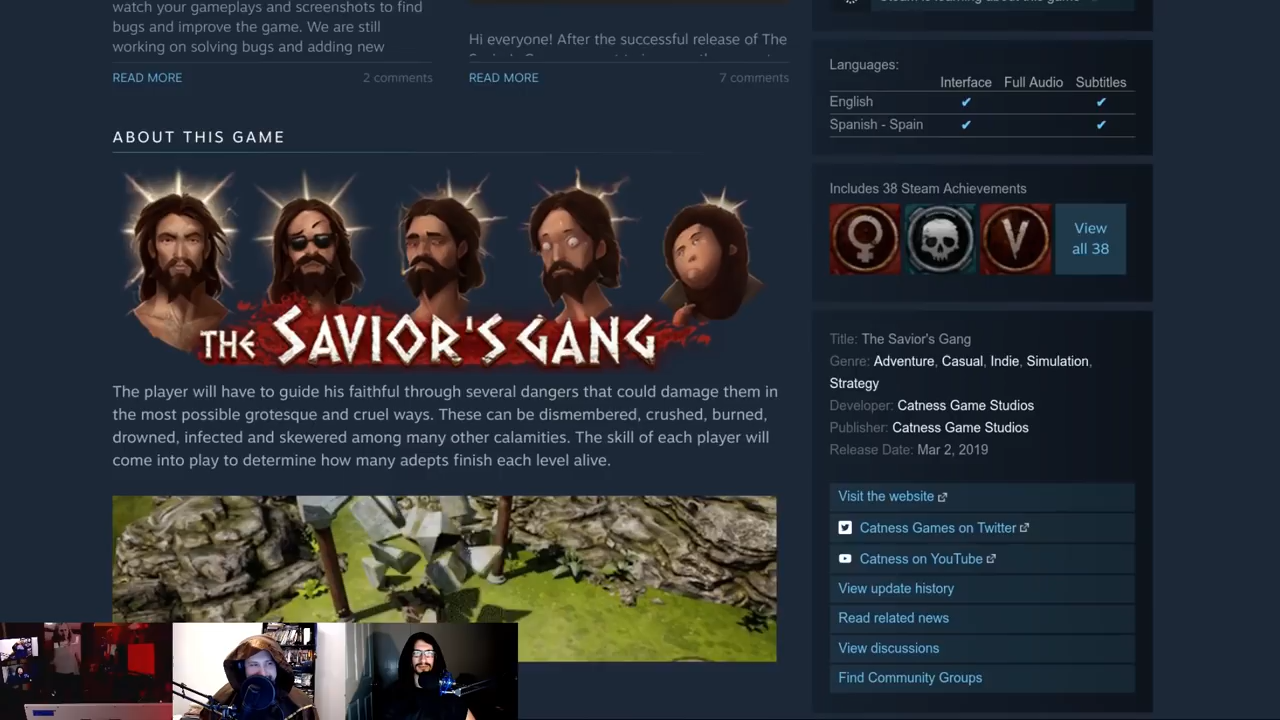 watch your gameplays and screenshots to find
bugs and improve the game. We are still
working on solving bugs and adding new
READ MORE
2 comments
Hi everyone! After the successful release of The
READ MORE
7 comments
ABOUT THIS GAME
THE SAVIOR'S GANG
The player will have to guide his faithful through several dangers that could damage them in
the most possible grotesque and cruel ways. These can be dismembered, crushed, burned,
drowned, infected and skewered among many other calamities. The skill of each player will
come into play to determine how many adepts finish each level alive.
Languages:
Interface Full Audio Subtitles
English ✔ ✔
Spanish - Spain ✔ ✔
Includes 38 Steam Achievements
View
all 38
Title: The Savior's Gang
Genre: Adventure, Casual, Indie, Simulation,
Strategy
Developer: Catness Game Studios
Publisher: Catness Game Studios
Release Date: Mar 2, 2019
Visit the website
Catness Games on Twitter
Catness on YouTube
View update history
Read related news
View discussions
Find Community Groups